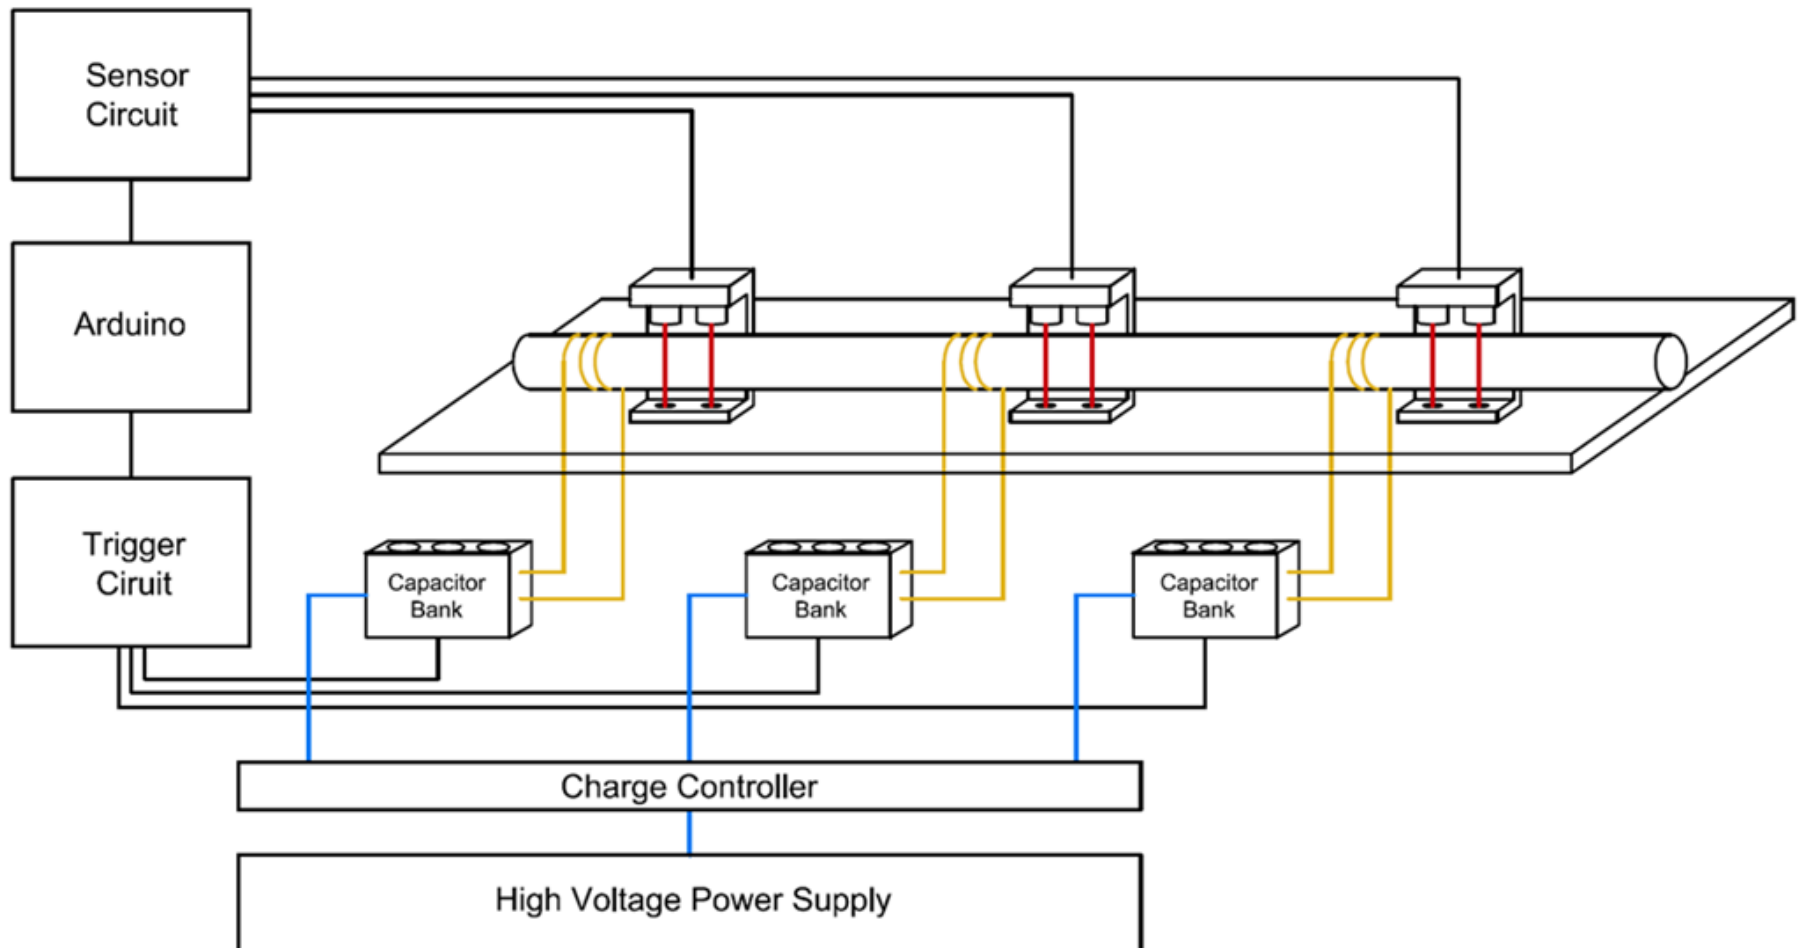 Sensor
Circuit
Arduino
Trigger
Ciruit
Capacitor
Bank
Capacitor
Bank
Capacitor
Bank
Charge Controller
High Voltage Power Supply